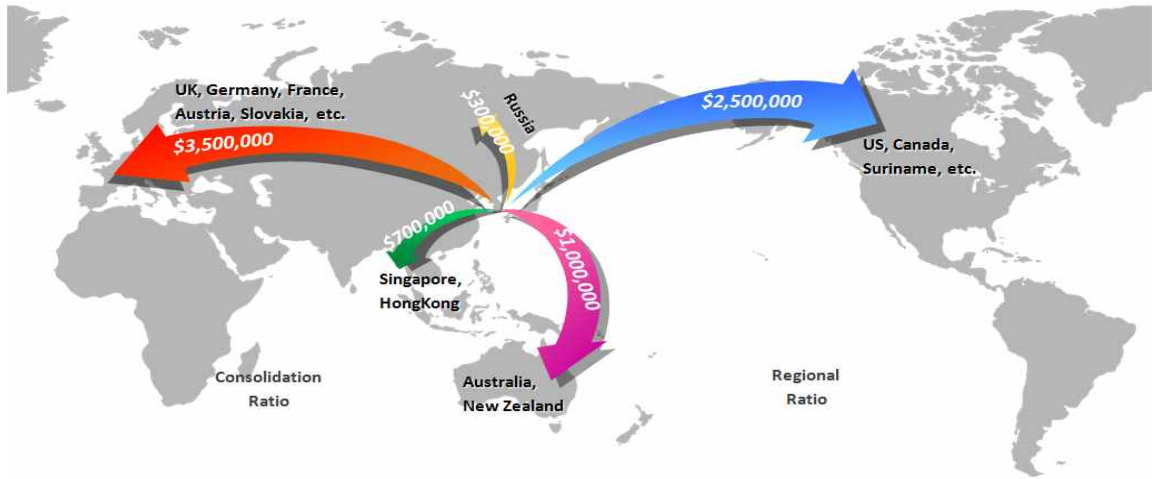 UK, Germany, France,
Austria, Slovakia, etc.
$3,500,000
$300,000
Russia
$2,500,000
US, Canada,
Suriname, etc.
$700,000
Singapore,
HongKong
$1,000,000
Australia,
New Zealand
Consolidation
Ratio
Regional
Ratio